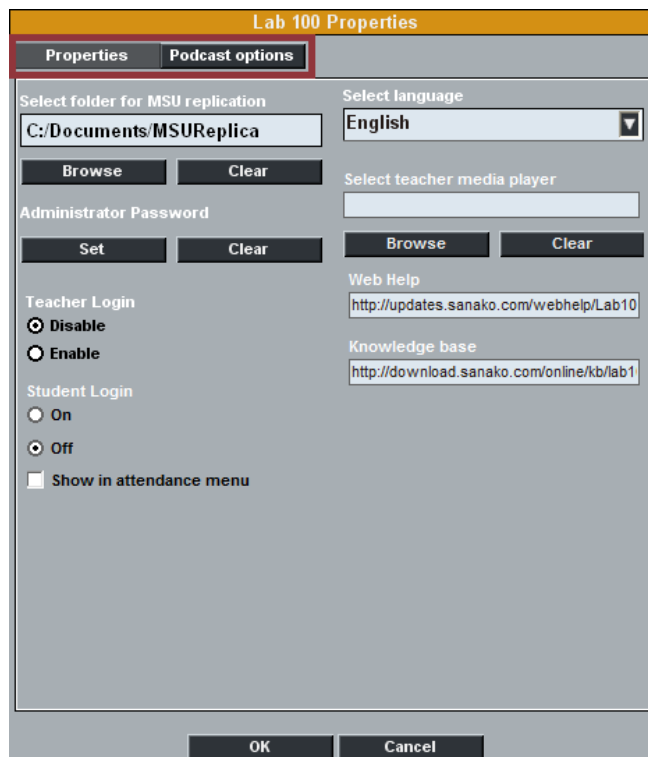 Lab 100 Properties
Properties
Podcast options
Select folder for MSU replication
C:/Documents/MSUReplica
Browse
Clear
Administrator Password
Set
Clear
Teacher Login
Disable
Enable
Student Login
On
Off
Show in attendance menu
Select language
English
Select teacher media player
Browse
Clear
Web Help
http://updates.sanako.com/webhelp/Lab10
Knowledge base
http://download.sanako.com/online/kb/lab1
OK
Cancel